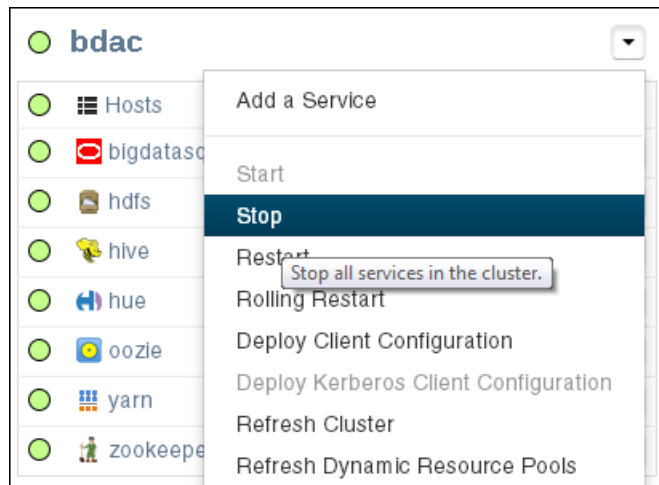 bdac
Hosts
bigdatasq
hdfs
hive
hue
oozie
yarn
zookeepe
Add a Service
Start
Stop
Restart
Stop all services in the cluster.
Rolling Restart
Deploy Client Configuration
Deploy Kerberos Client Configuration
Refresh Cluster
Refresh Dynamic Resource Pools